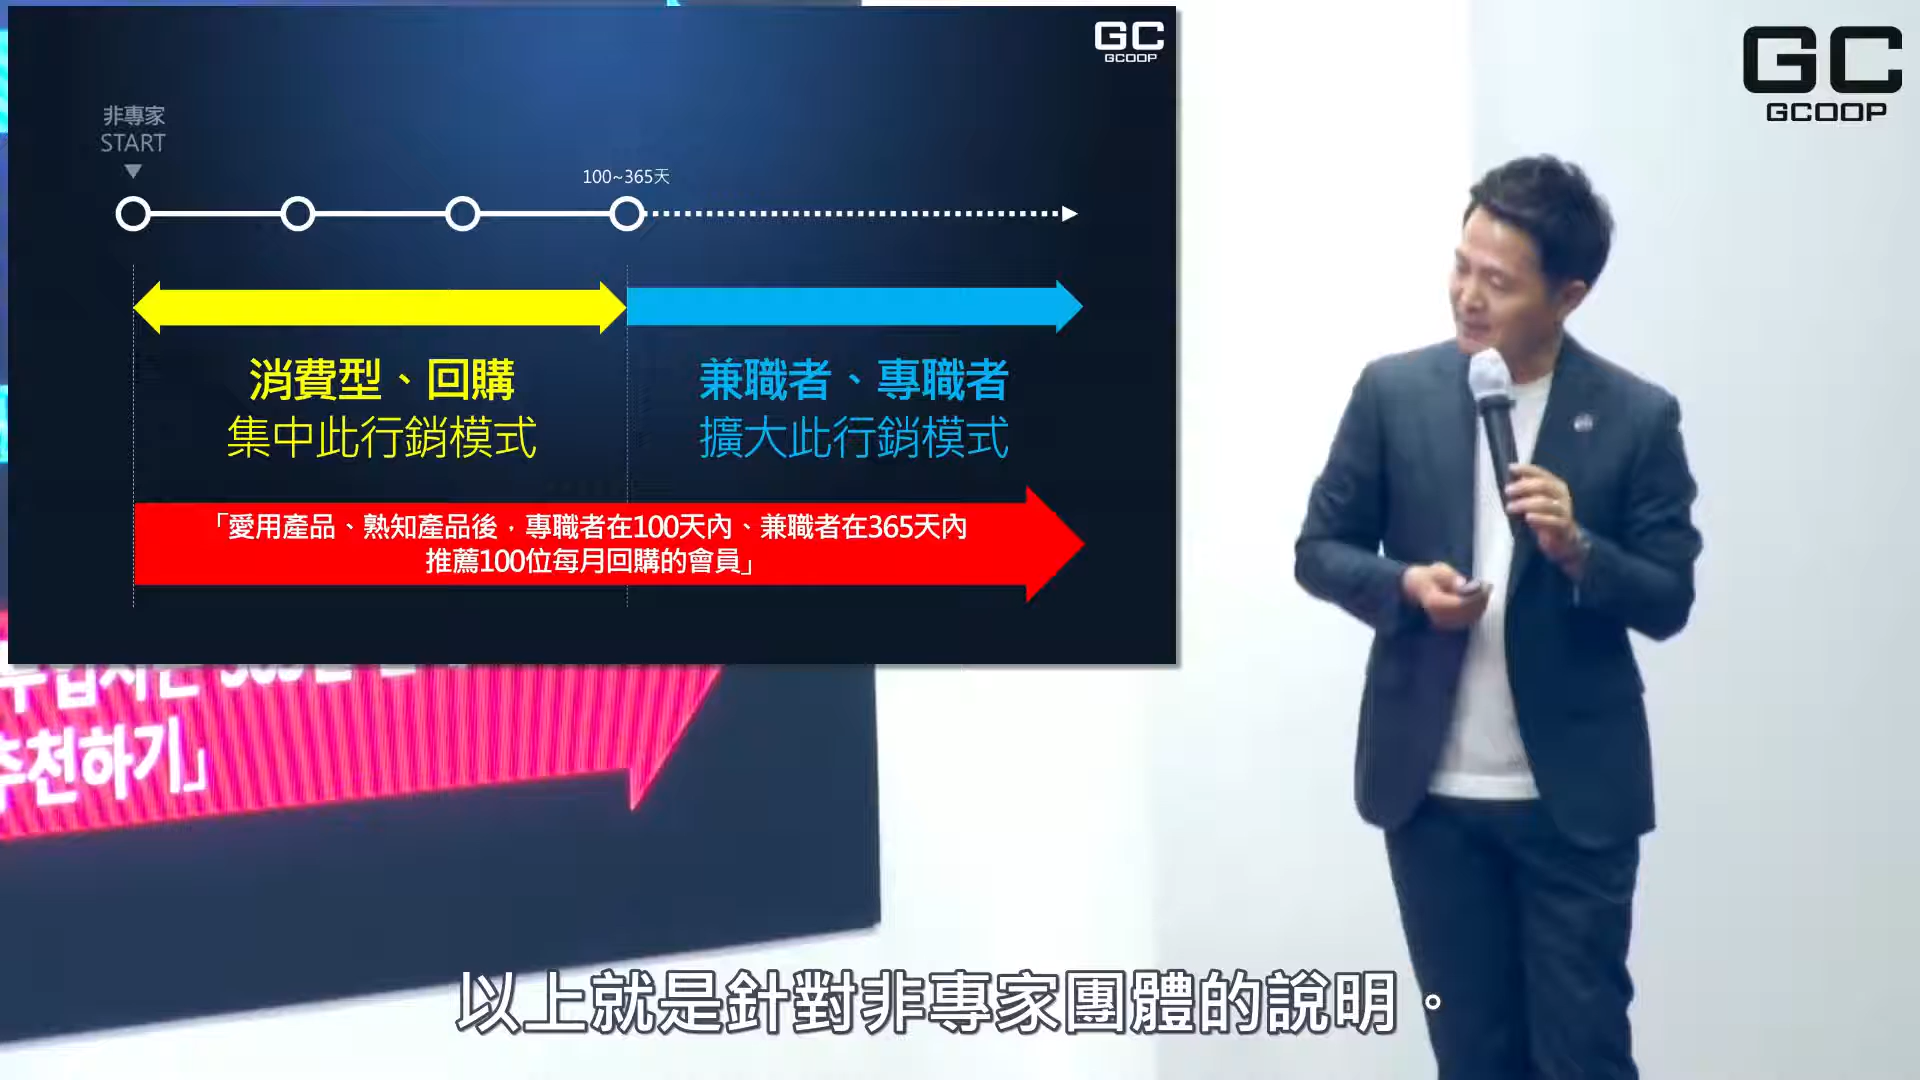 GC
GCOOP
非專家
START
100~365天
消費型、回購
集中此行銷模式
兼職者、專職者
擴大此行銷模式
「愛用產品、熟知產品後，專職者在100天內、兼職者在365天內
推薦100位每月回購的會員」
GC
GCOOP
추천하기」
以上就是針對非專家團體的說明。